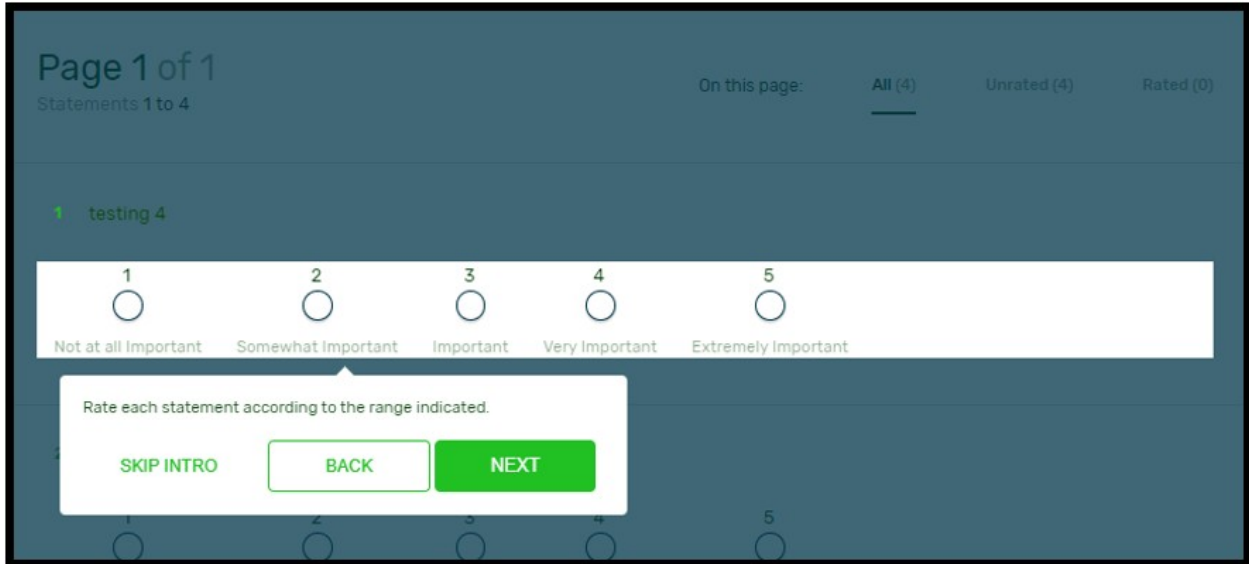 Page 1 of 1
Statements 1 to 4
On this page: All (4) Unrated (4) Rated (0)
1 testing 4
1 2 3 4 5
Not at all Important Somewhat Important Important Very Important Extremely Important
Rate each statement according to the range indicated.
SKIP INTRO BACK NEXT
1 2 3 4 5